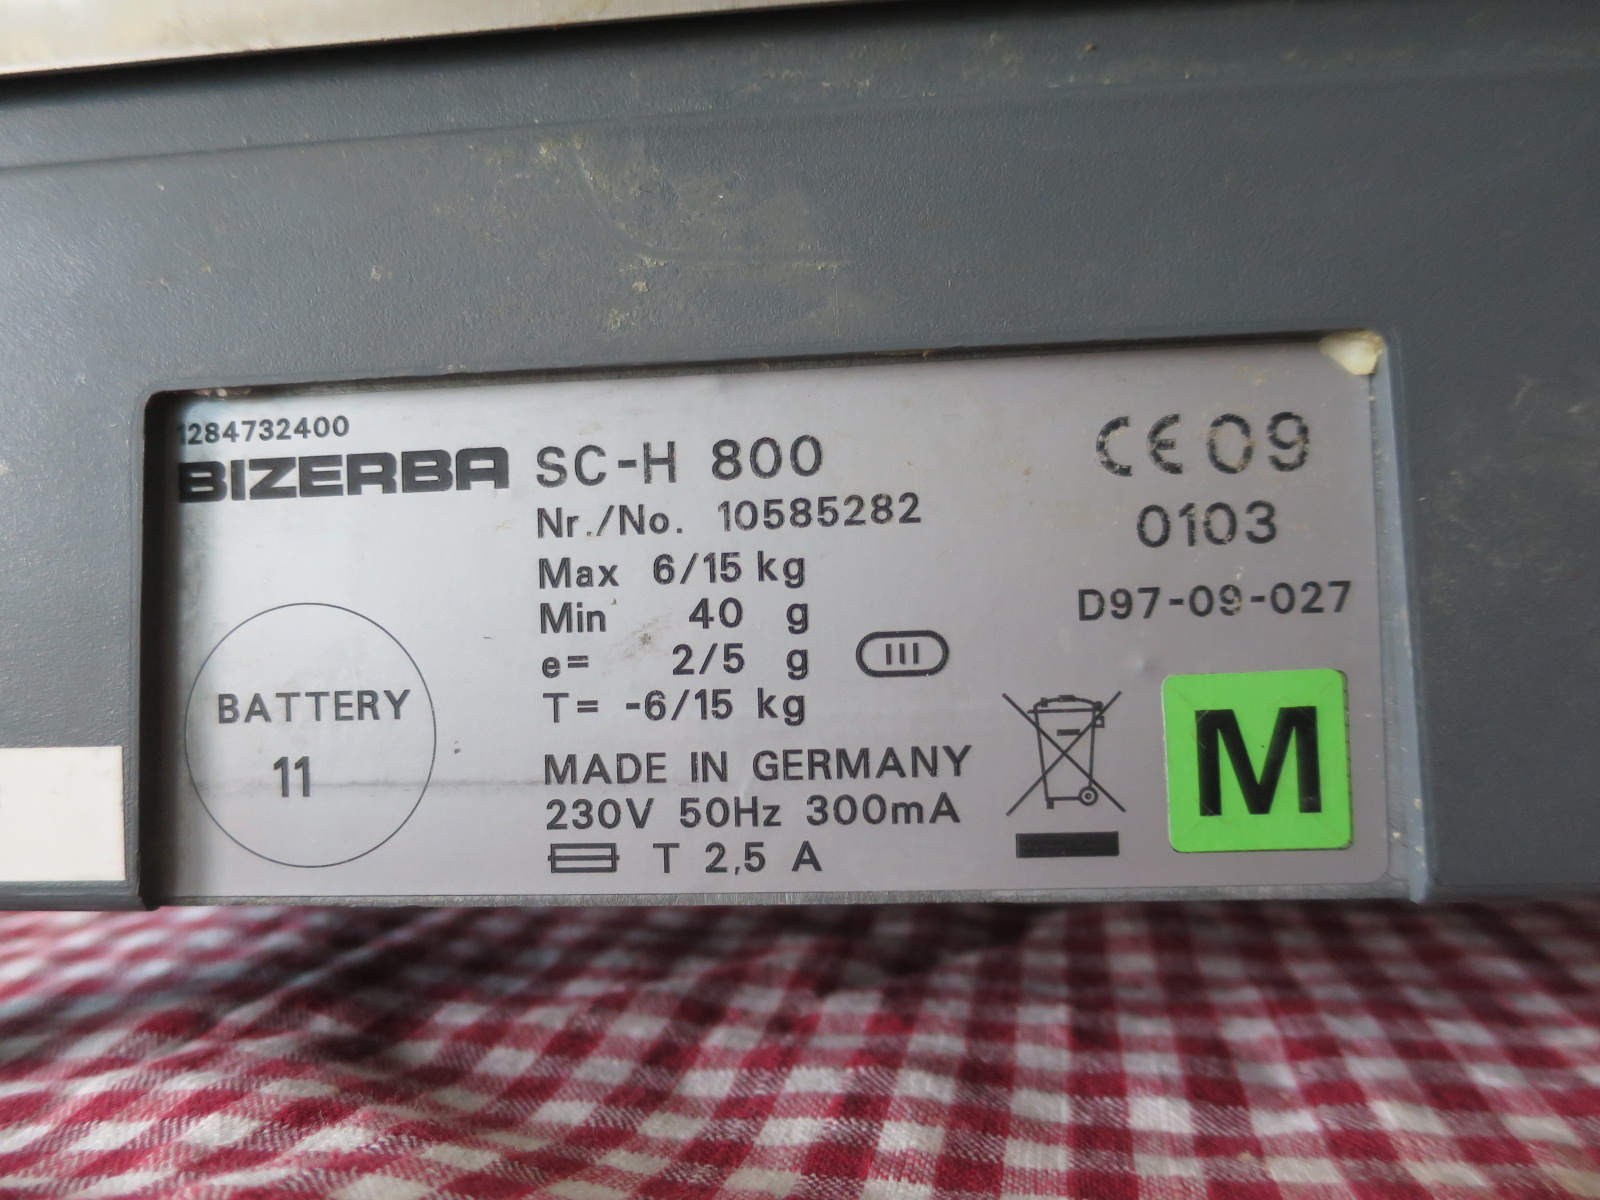 1284732400
BIZERBA SC-H 800
Nr./No. 10585282
Max 6/15 kg
Min 40 g
e= 2/5 g III
T= -6/15 kg
MADE IN GERMANY
230V 50Hz 300mA
T 2,5 A
BATTERY
11
CE 09
0103
D97-09-027
M